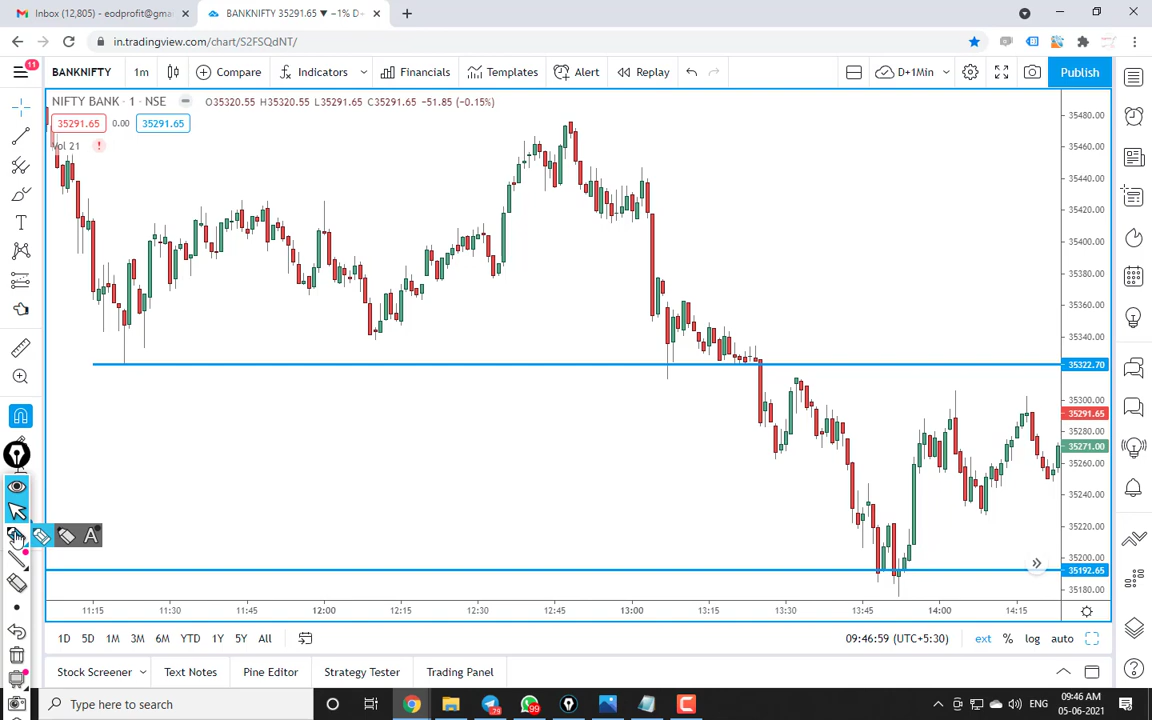 Inbox (12,805) - eodprofit@gma
BANKNIFTY 35291.65 ▼ −1% D-
in.tradingview.com/chart/S2FSQdNT/
11
BANKNIFTY
1m
Compare
Indicators
Financials
Templates
Alert
Replay
D+1Min
Publish
NIFTY BANK · 1 · NSE
O35320.55 H35320.55 L35291.65 C35291.65 −51.85 (−0.15%)
35291.65
0.00
35291.65
Vol 21
35480.00
35460.00
35440.00
35420.00
35400.00
35380.00
35360.00
35340.00
35322.70
35300.00
35291.65
35280.00
35271.00
35260.00
35240.00
35220.00
35200.00
35192.65
35180.00
11:15
11:30
11:45
12:00
12:15
12:30
12:45
13:00
13:15
13:30
13:45
14:00
14:15
1D
5D
1M
3M
6M
YTD
1Y
5Y
All
09:46:59 (UTC+5:30)
ext
%
log
auto
Stock Screener
Text Notes
Pine Editor
Strategy Tester
Trading Panel
Type here to search
99
09:46 AM
05-06-2021